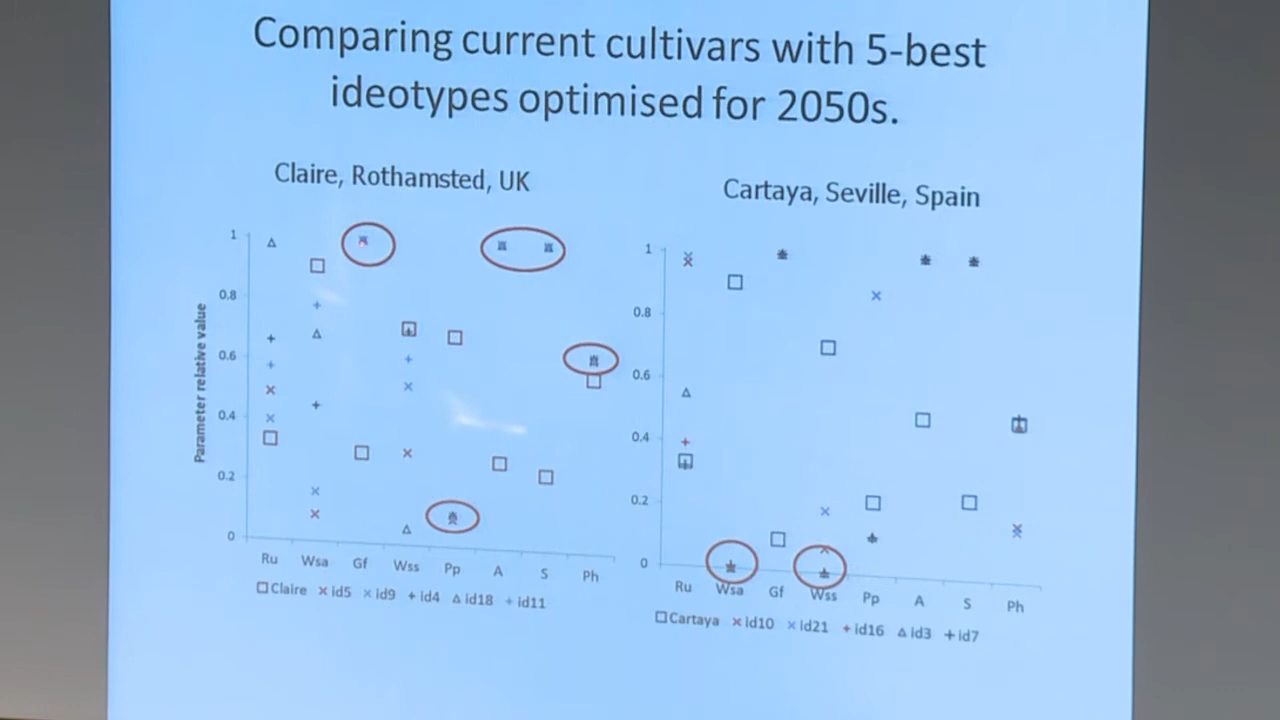 Comparing current cultivars with 5-best
ideotypes optimised for 2050s.
Claire, Rothamsted, UK
Parameter relative value
1
0.8
0.6
0.4
0.2
0
Ru Wsa Gf Wss Pp A S Ph
Claire id5 id9 id4 id18 id11
Cartaya, Seville, Spain
1
0.8
0.6
0.4
0.2
0
Ru Wsa Gf Wss Pp A S Ph
Cartaya id10 id21 id16 id3 id7